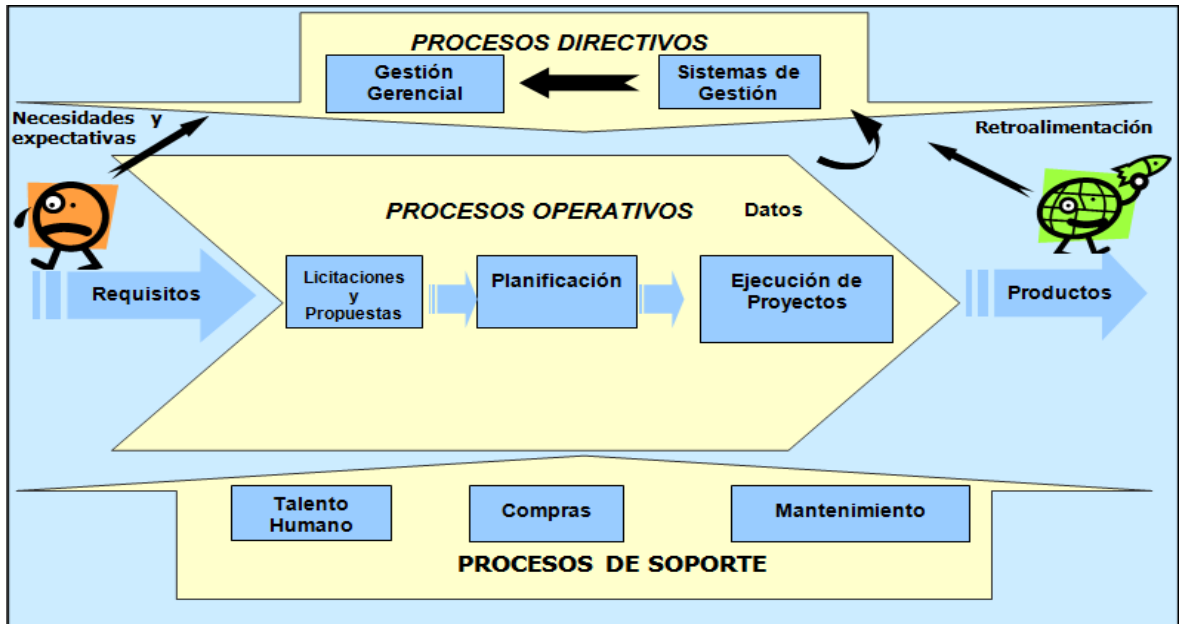 PROCESOS DIRECTIVOS
Gestión
Gerencial
Sistemas de
Gestión
Necesidades y
expectativas
Retroalimentación
PROCESOS OPERATIVOS
Datos
Requisitos
Licitaciones
y
Propuestas
Planificación
Ejecución de
Proyectos
Productos
Talento
Humano
Compras
Mantenimiento
PROCESOS DE SOPORTE